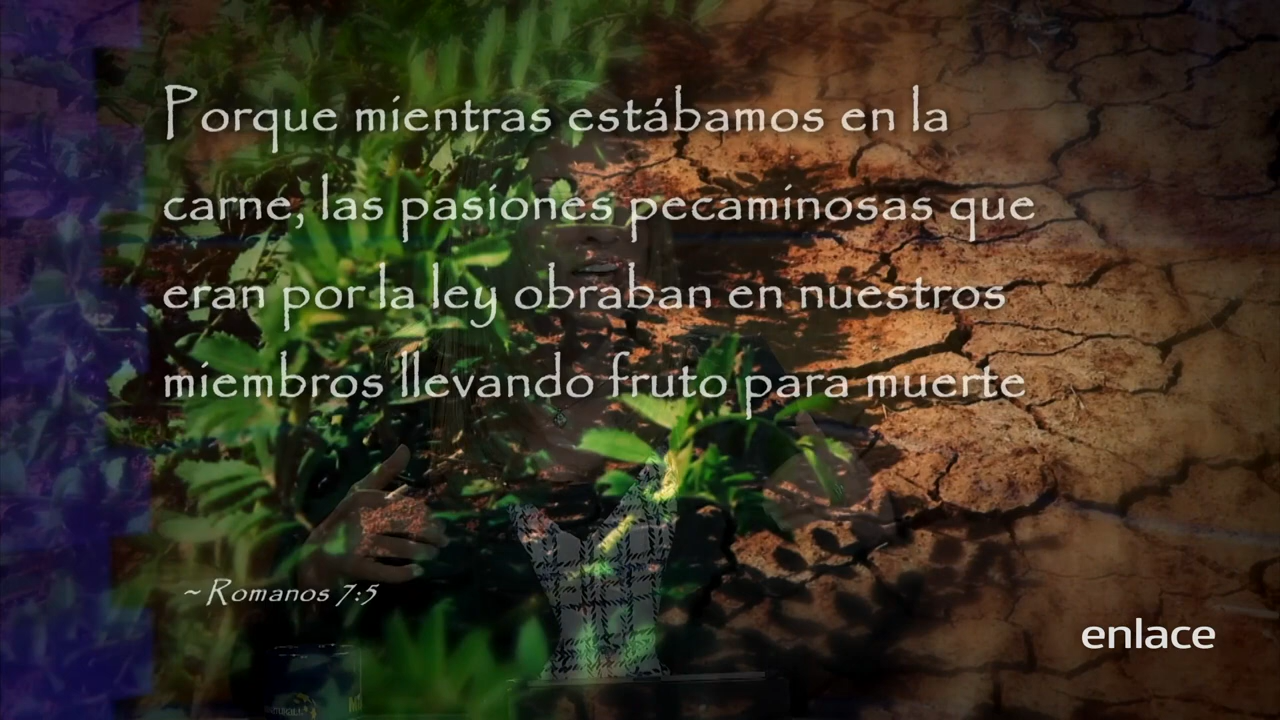 Porque mientras estábamos en la
carne, las pasiones pecaminosas que
eran por la ley obraban en nuestros
miembros llevando fruto para muerte
~ Romanos 7:5
enlace